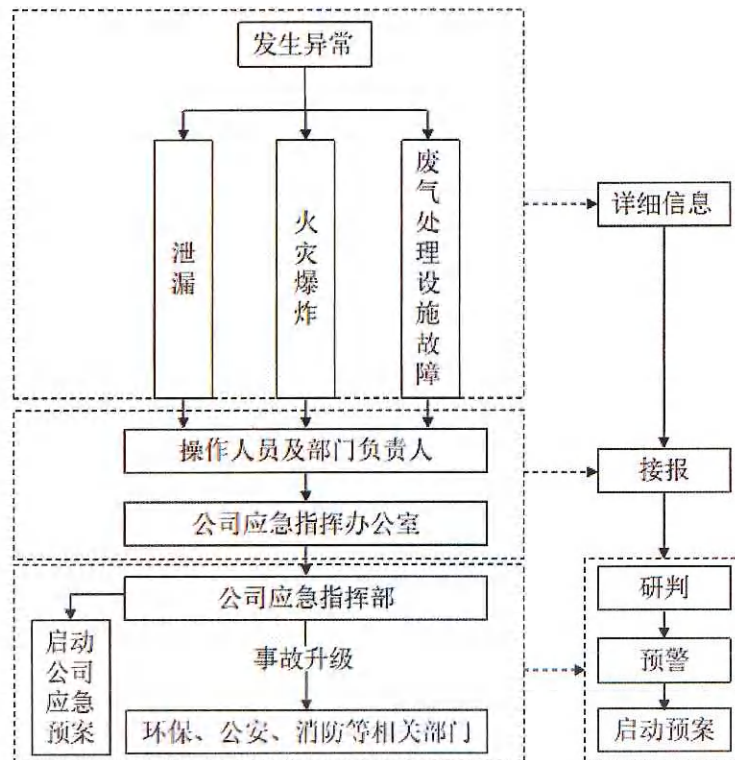 发生异常
泄漏
火灾爆炸
废气处理设施故障
详细信息
操作人员及部门负责人
接报
公司应急指挥办公室
公司应急指挥部
研判
启动
公司
应急
预案
事故升级
预警
环保、公安、消防等相关部门
启动预案